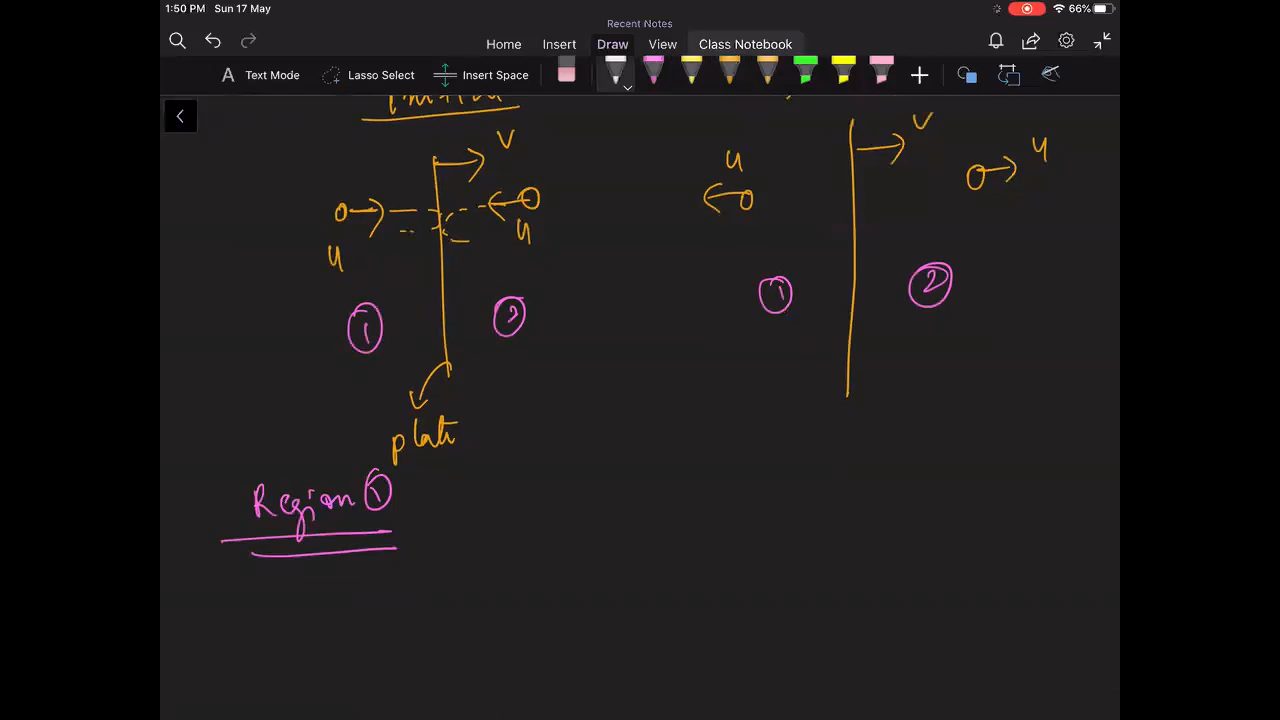 1:50 PM Sun 17 May
66%
Recent Notes
Home Insert Draw View Class Notebook
A Text Mode Lasso Select Insert Space
V
u
u
① ②
plate
V
u
u
① ②
Region ①